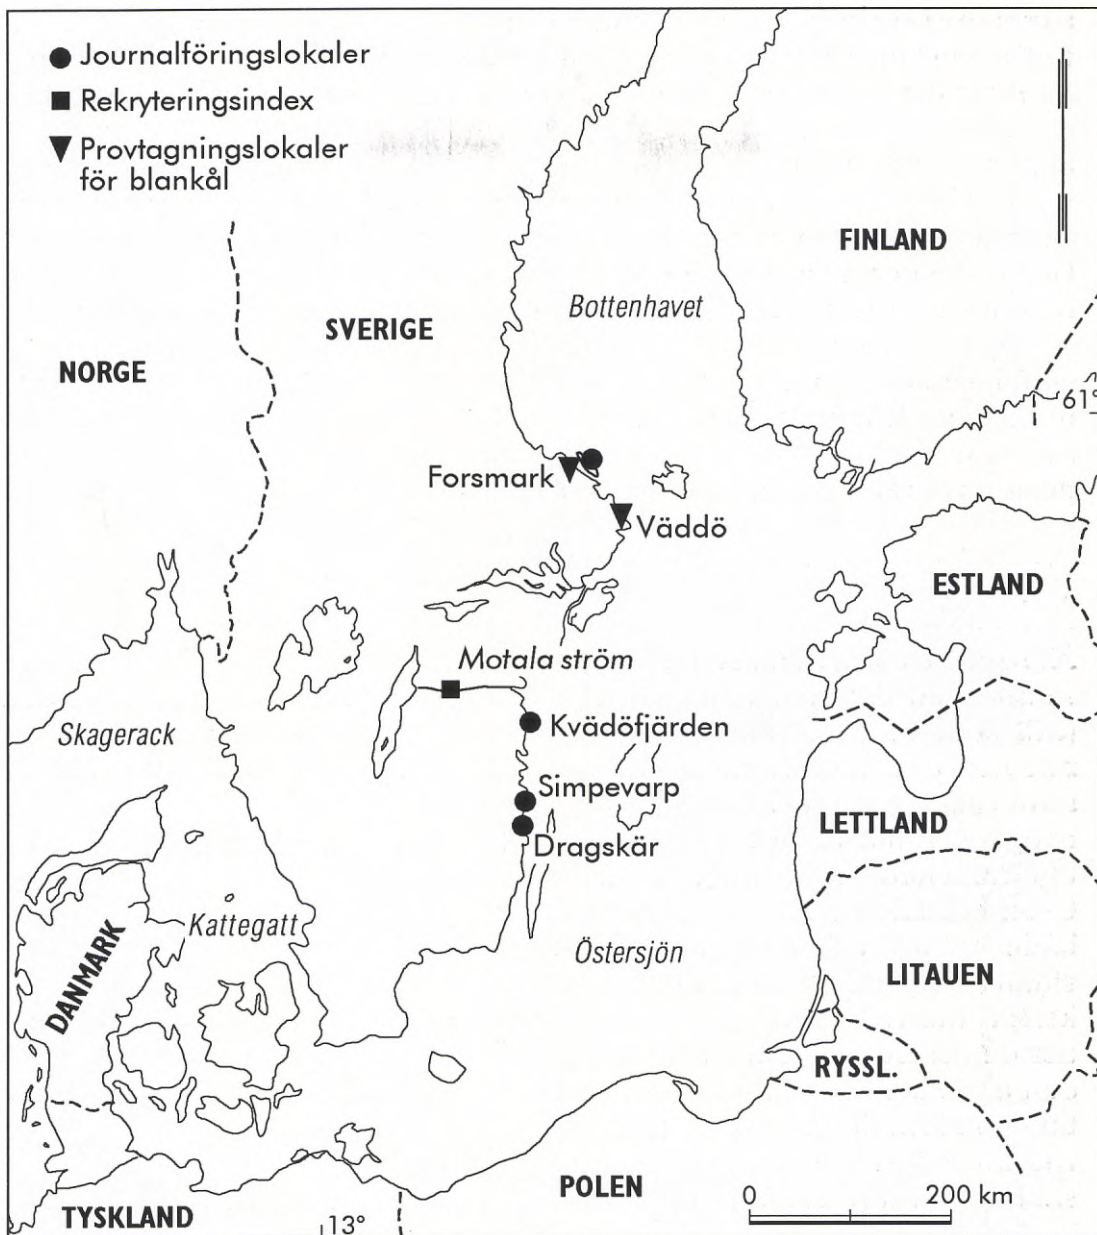 Journalföringslokaler
Rekryteringsindex
Provtagningslokaler
för blankål
FINLAND
Bottenhavet
SVERIGE
NORGE
61°
Forsmark
Väddö
ESTLAND
Motala ström
Skagerack
Kvädöfjärden
Simpevarp
LETTLAND
Dragskär
Kattegatt
DANMARK
Östersjön
LITAUEN
RYSSL.
POLEN
0 200 km
TYSKLAND
13°